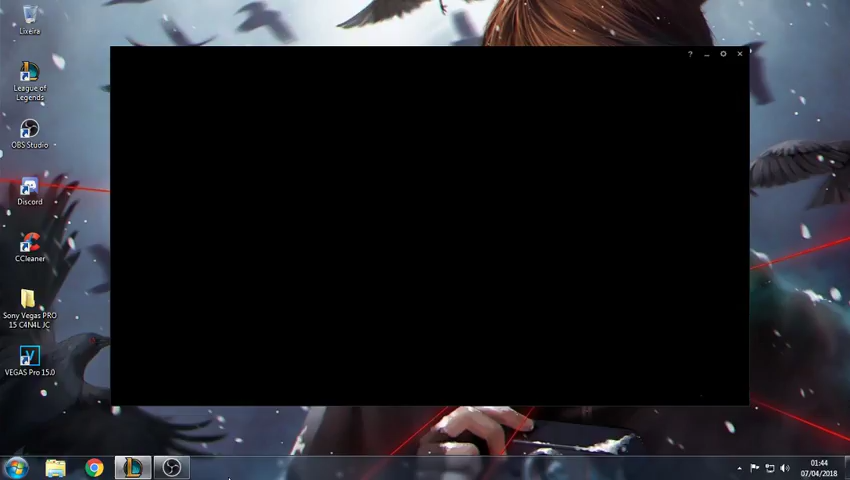 Lixeira
League of
Legends
OBS Studio
Discord
CCleaner
Sony Vegas PRO
15 C4N4L JC
VEGAS Pro 15.0
?
01:44
07/04/2018